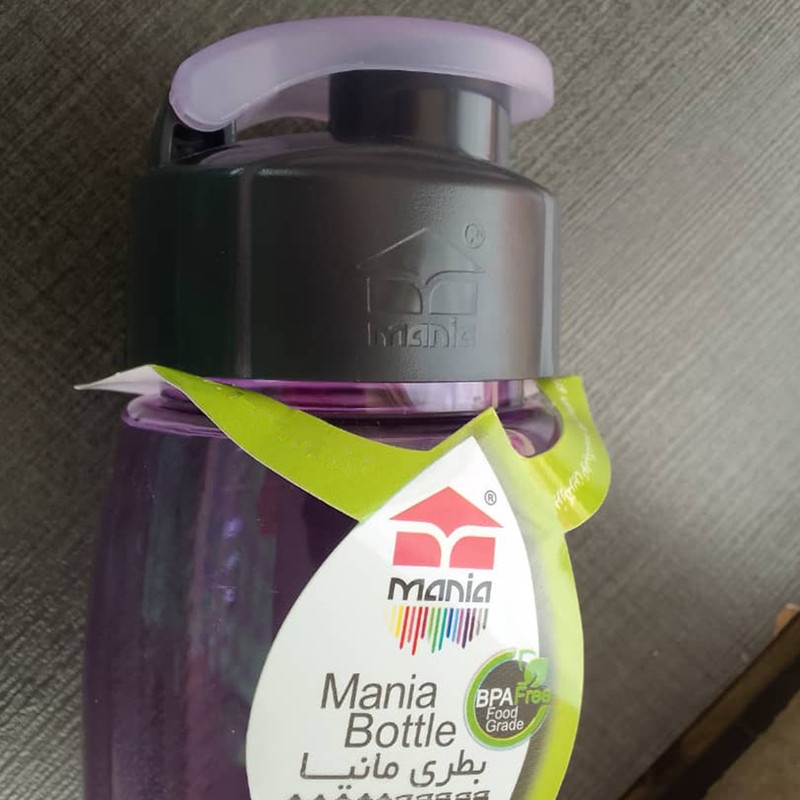 ®
mania
®
mania
Mania
Bottle
بطری مانیا
BPA Free
Food
Grade